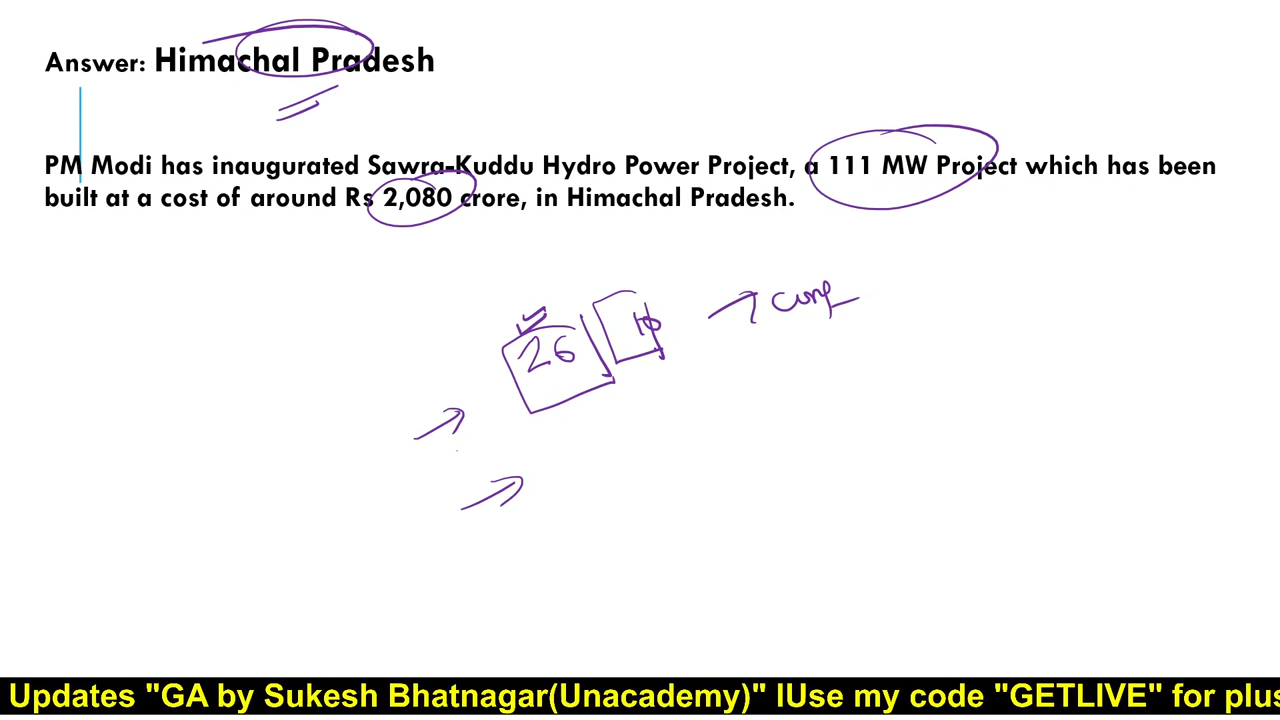 Answer: Himachal Pradesh
PM Modi has inaugurated Sawra-Kuddu Hydro Power Project, a 111 MW Project which has been
built at a cost of around Rs 2,080 crore, in Himachal Pradesh.
26
Updates "GA by Sukesh Bhatnagar(Unacademy)" lUse my code "GETLIVE" for plus